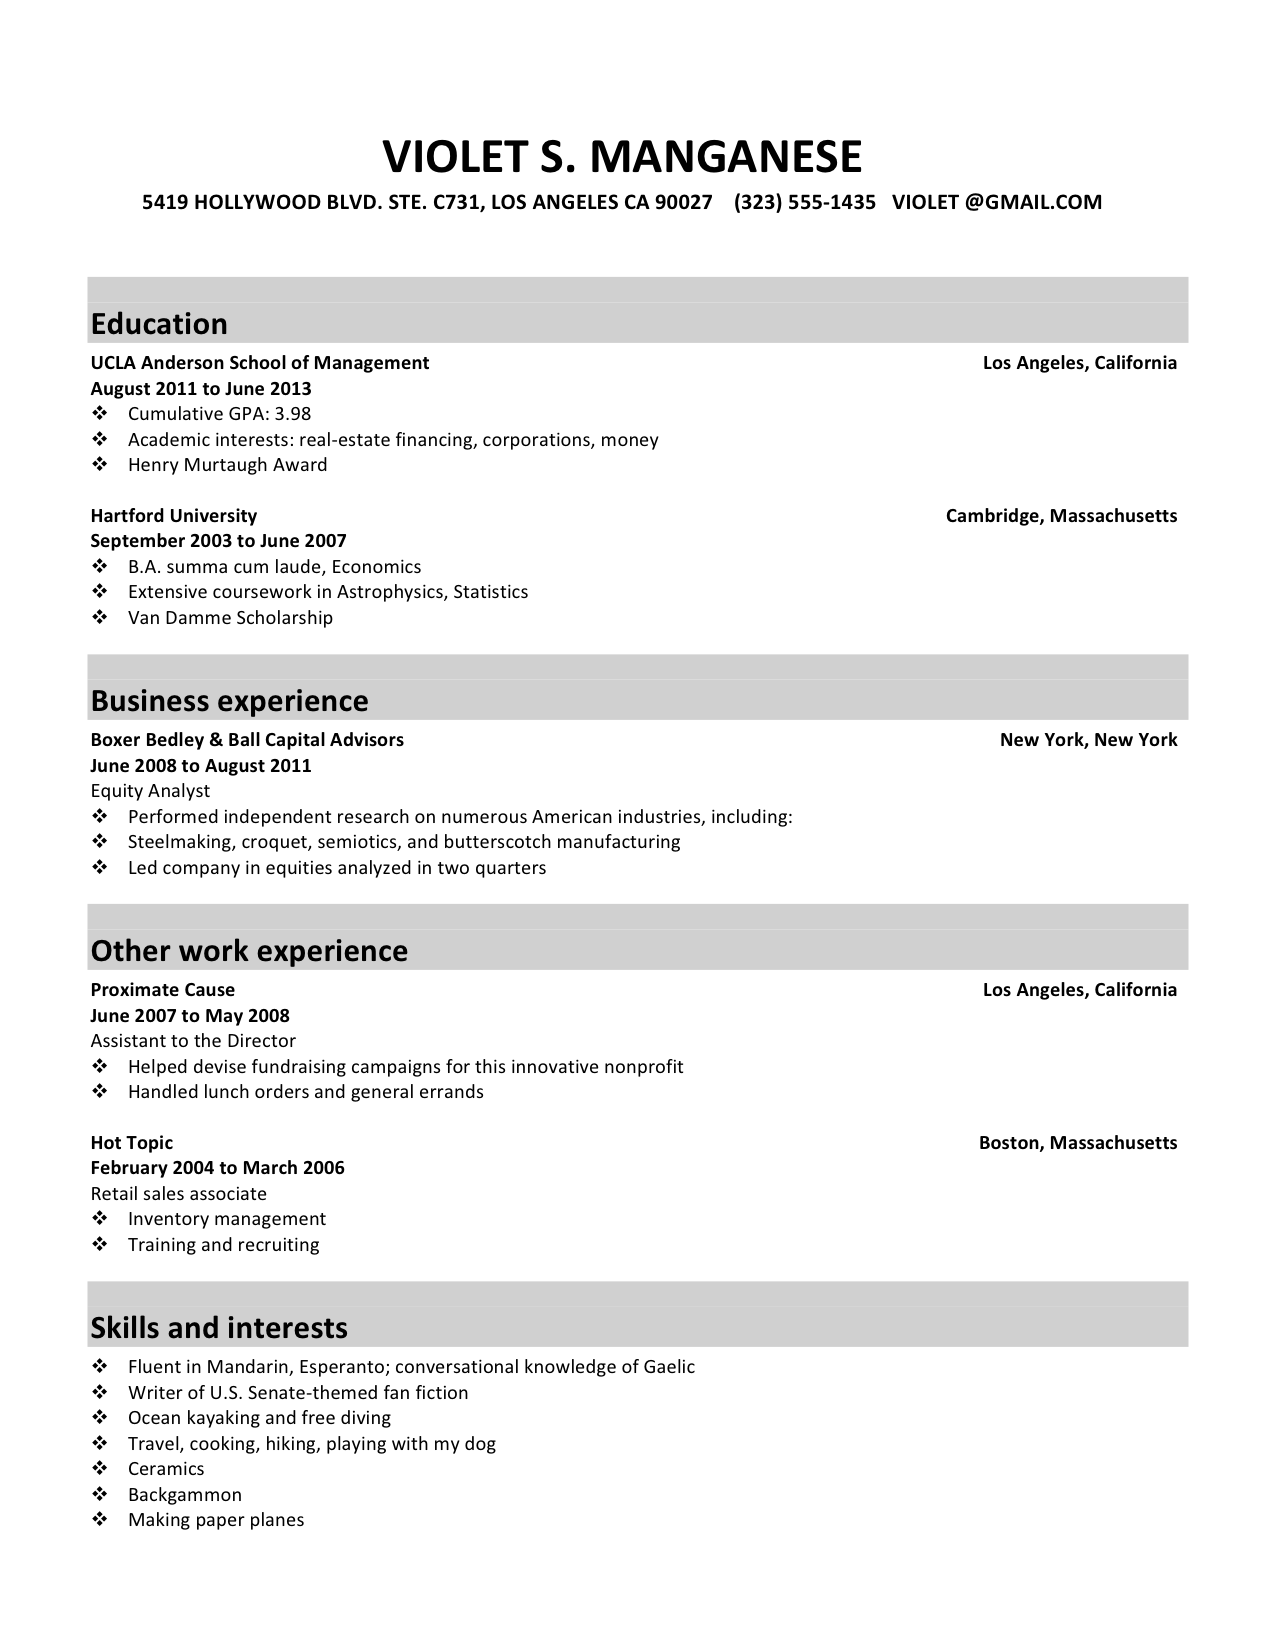 VIOLET S. MANGANESE
5419 HOLLYWOOD BLVD. STE. C731, LOS ANGELES CA 90027 (323) 555-1435 VIOLET @GMAIL.COM
Education
UCLA Anderson School of Management Los Angeles, California
August 2011 to June 2013
❖ Cumulative GPA: 3.98
❖ Academic interests: real-estate financing, corporations, money
❖ Henry Murtaugh Award
Hartford University Cambridge, Massachusetts
September 2003 to June 2007
❖ B.A. summa cum laude, Economics
❖ Extensive coursework in Astrophysics, Statistics
❖ Van Damme Scholarship
Business experience
Boxer Bedley & Ball Capital Advisors New York, New York
June 2008 to August 2011
Equity Analyst
❖ Performed independent research on numerous American industries, including:
❖ Steelmaking, croquet, semiotics, and butterscotch manufacturing
❖ Led company in equities analyzed in two quarters
Other work experience
Proximate Cause Los Angeles, California
June 2007 to May 2008
Assistant to the Director
❖ Helped devise fundraising campaigns for this innovative nonprofit
❖ Handled lunch orders and general errands
Hot Topic Boston, Massachusetts
February 2004 to March 2006
Retail sales associate
❖ Inventory management
❖ Training and recruiting
Skills and interests
❖ Fluent in Mandarin, Esperanto; conversational knowledge of Gaelic
❖ Writer of U.S. Senate-themed fan fiction
❖ Ocean kayaking and free diving
❖ Travel, cooking, hiking, playing with my dog
❖ Ceramics
❖ Backgammon
❖ Making paper planes